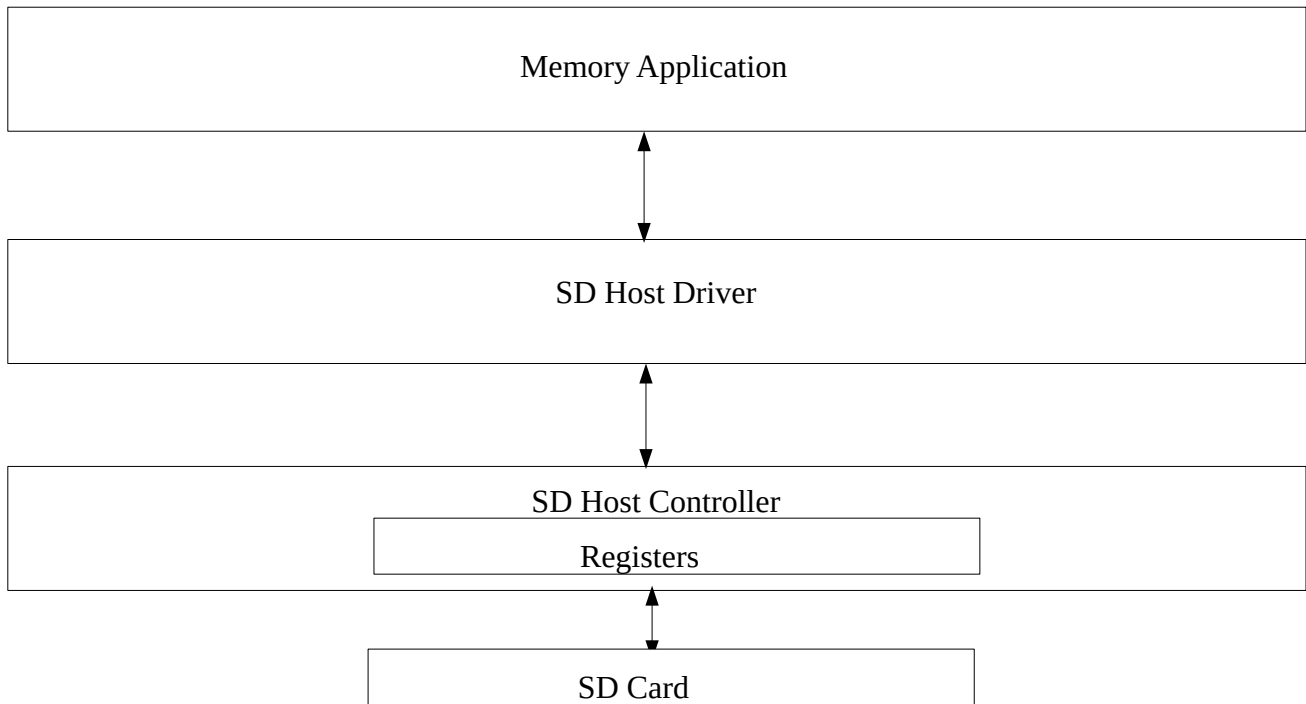 Memory Application
SD Host Driver
SD Host Controller
Registers
SD Card